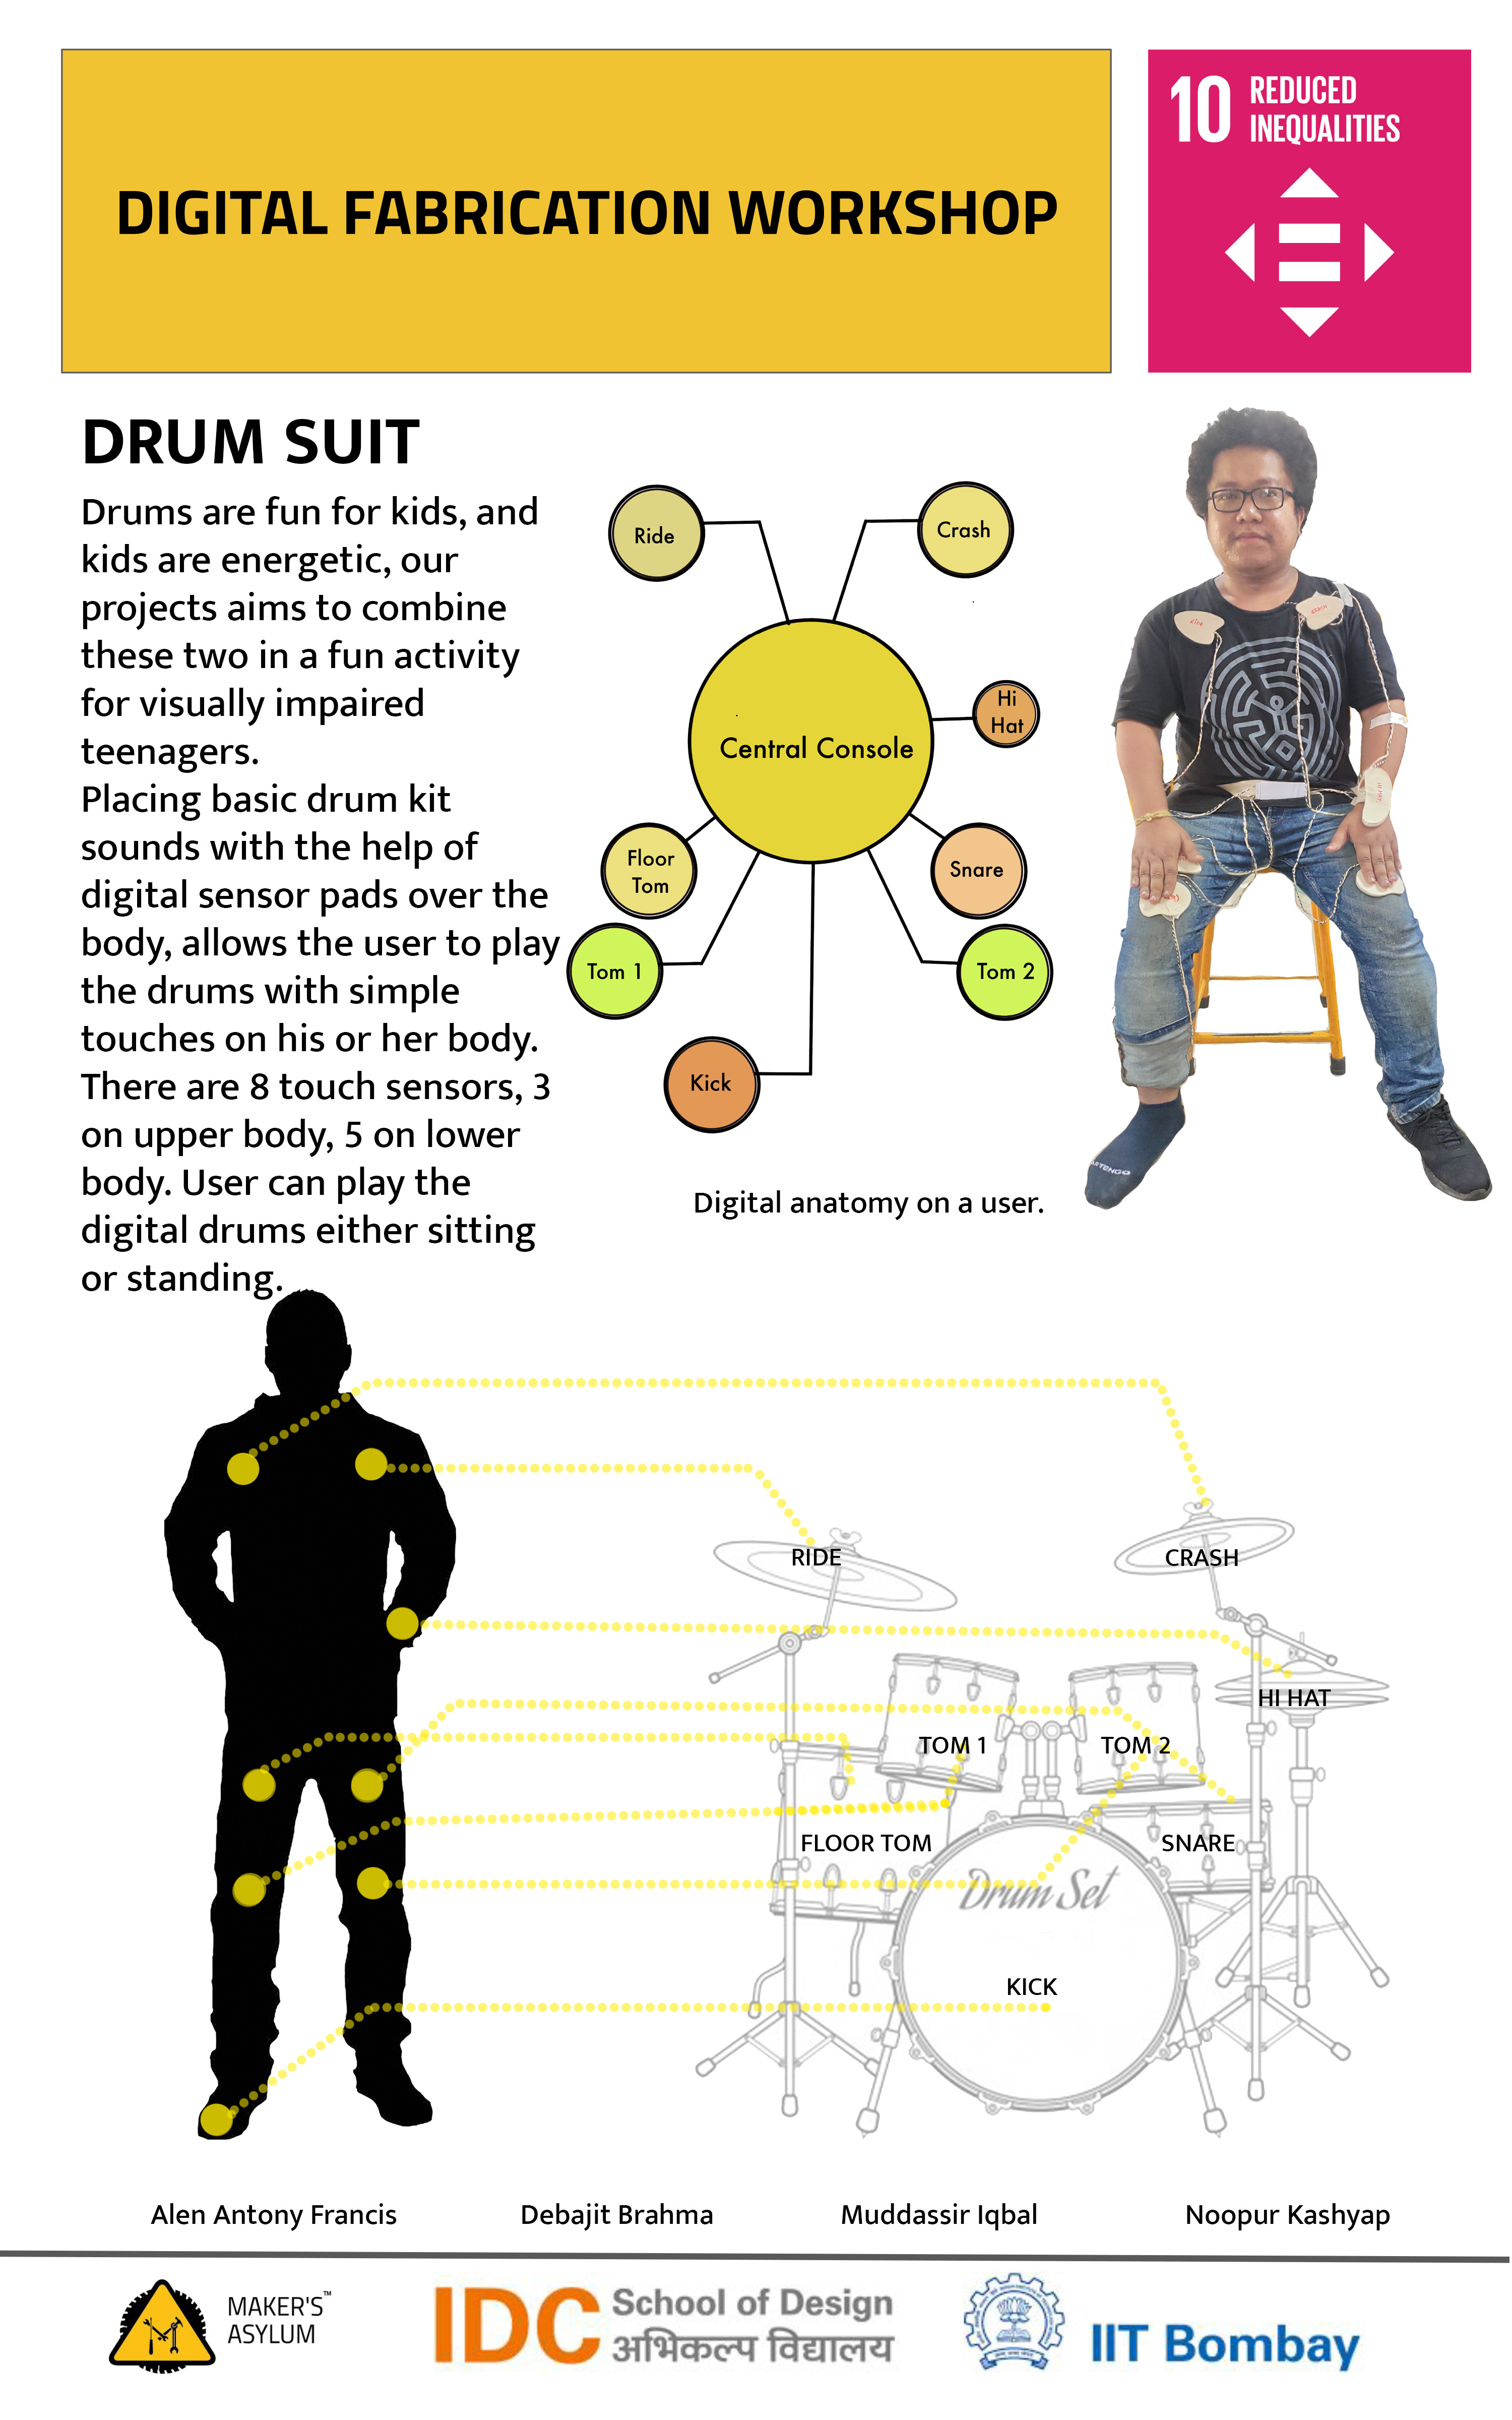 DIGITAL FABRICATION WORKSHOP
10 REDUCED
INEQUALITIES
DRUM SUIT
Drums are fun for kids, and
kids are energetic, our
projects aims to combine
these two in a fun activity
for visually impaired
teenagers.
Placing basic drum kit
sounds with the help of
digital sensor pads over the
body, allows the user to play
the drums with simple
touches on his or her body.
There are 8 touch sensors, 3
on upper body, 5 on lower
body. User can play the
digital drums either sitting
or standing.
Ride
Crash
Hi
Hat
Central Console
Floor
Tom
Snare
Tom 1
Tom 2
Kick
Digital anatomy on a user.
RIDE
CRASH
HI HAT
TOM 1
TOM 2
FLOOR TOM
SNARE
Drum Set
KICK
Alen Antony Francis
Debajit Brahma
Muddassir Iqbal
Noopur Kashyap
MAKER'S™
ASYLUM
IDC School of Design
अभिकल्प विद्यालय
IIT Bombay